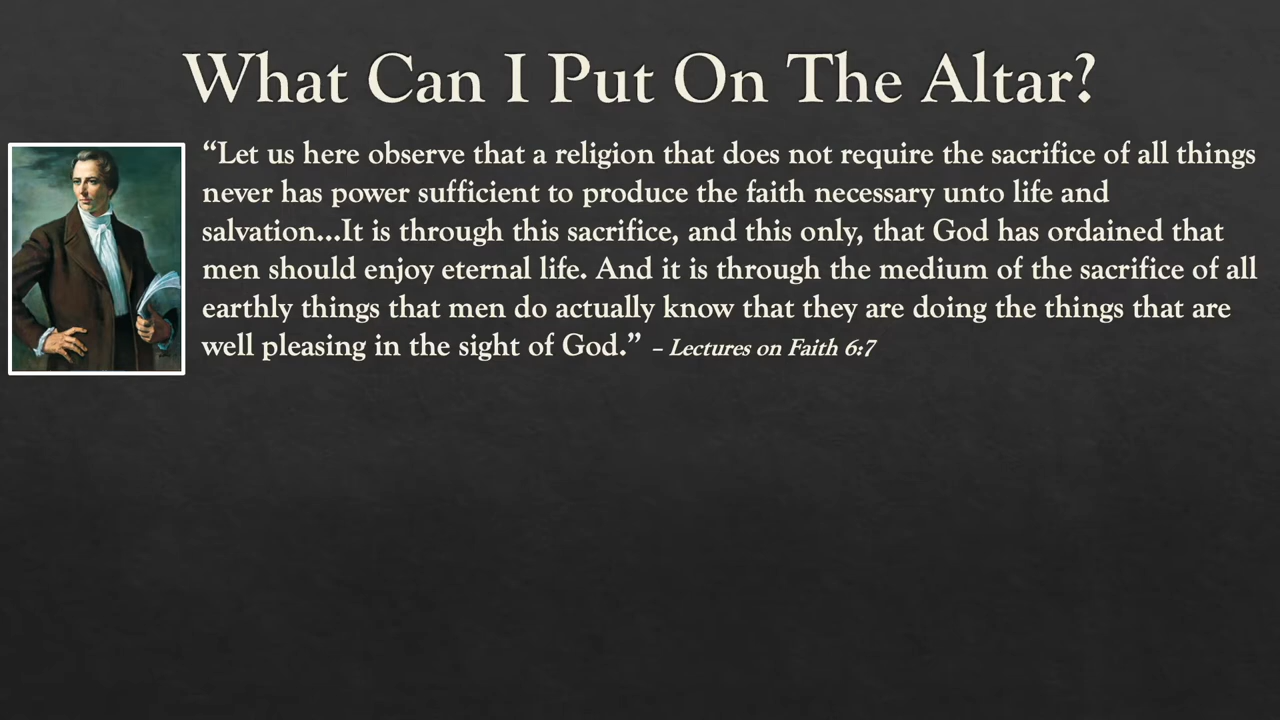 What Can I Put On The Altar?
“Let us here observe that a religion that does not require the sacrifice of all things
never has power sufficient to produce the faith necessary unto life and
salvation...It is through this sacrifice, and this only, that God has ordained that
men should enjoy eternal life. And it is through the medium of the sacrifice of all
earthly things that men do actually know that they are doing the things that are
well pleasing in the sight of God.” – Lectures on Faith 6:7